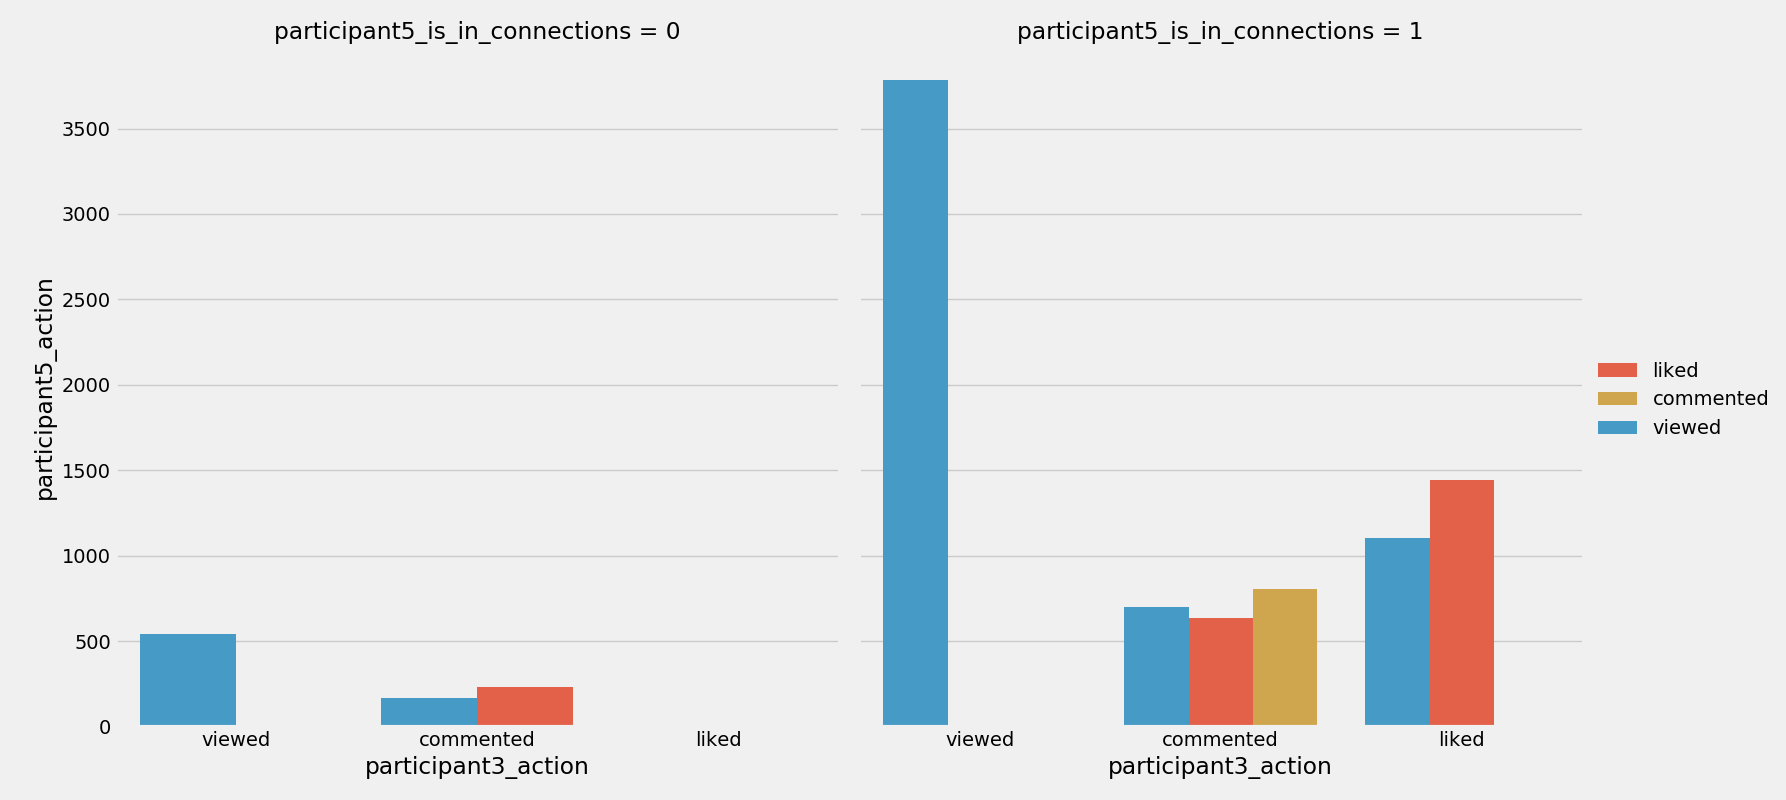 participant5_is_in_connections = 0
participant5_is_in_connections = 1
participant5_action
3500
3000
2500
2000
1500
1000
500
0
viewed
commented
liked
participant3_action
viewed
commented
liked
participant3_action
liked
commented
viewed